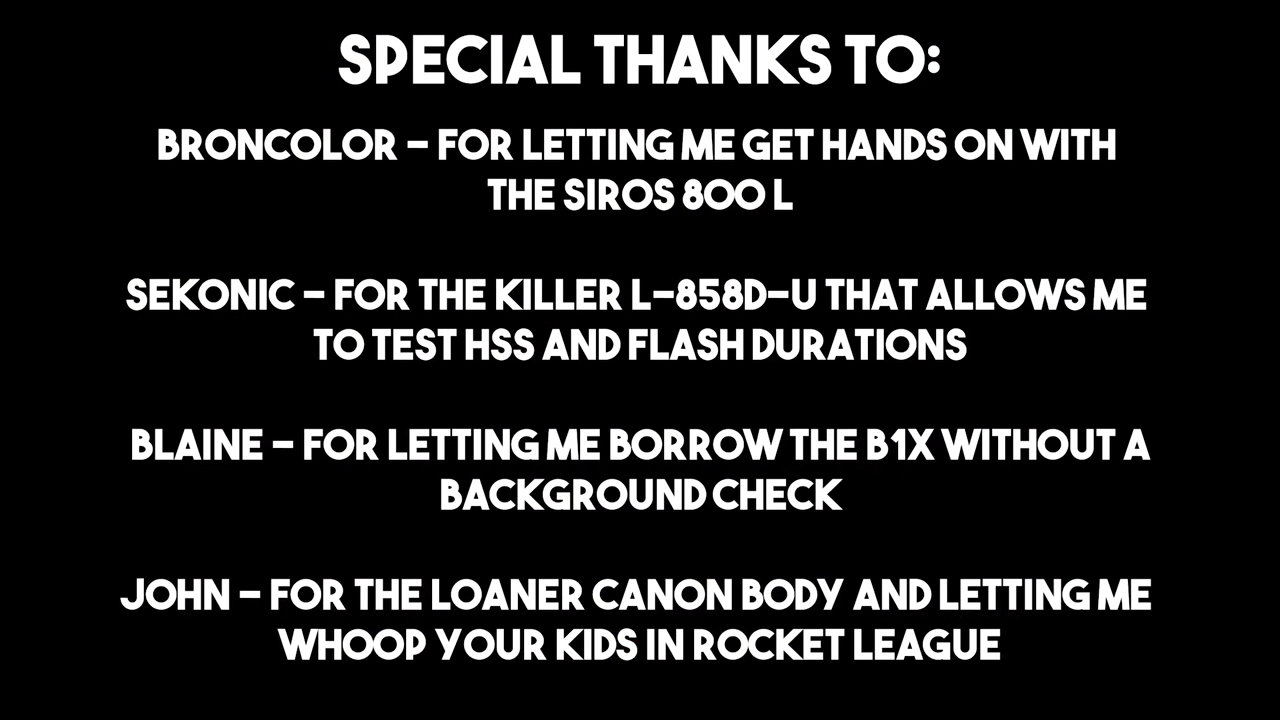 SPECIAL THANKS TO:
BRONCOLOR - FOR LETTING ME GET HANDS ON WITH
THE SIROS 800 L
SEKONIC - FOR THE KILLER L-858D-U THAT ALLOWS ME
TO TEST HSS AND FLASH DURATIONS
BLAINE - FOR LETTING ME BORROW THE B1X WITHOUT A
BACKGROUND CHECK
JOHN - FOR THE LOANER CANON BODY AND LETTING ME
WHOOP YOUR KIDS IN ROCKET LEAGUE